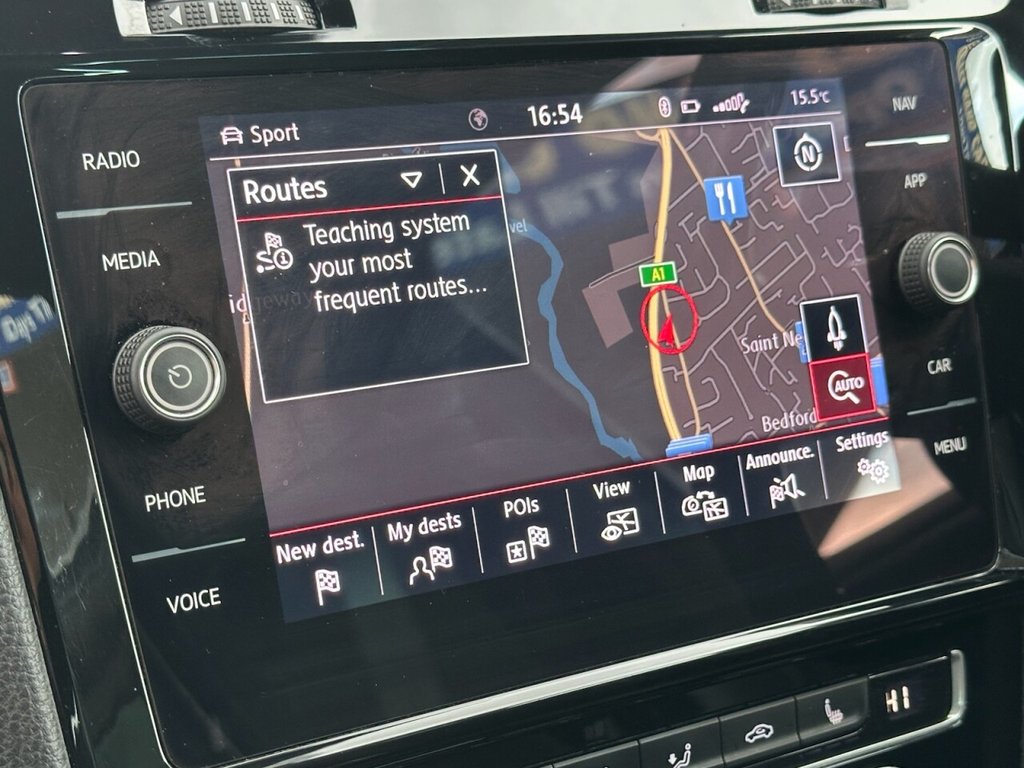 Sport
16:54
15.5°C
NAV
RADIO
APP
Routes
N
Teaching system
your most
frequent routes...
MEDIA
A1
Saint Ne
AUTO
CAR
Bedford
MENU
PHONE
New dest.
My dests
POIs
View
Map
Announce.
Settings
VOICE
HI